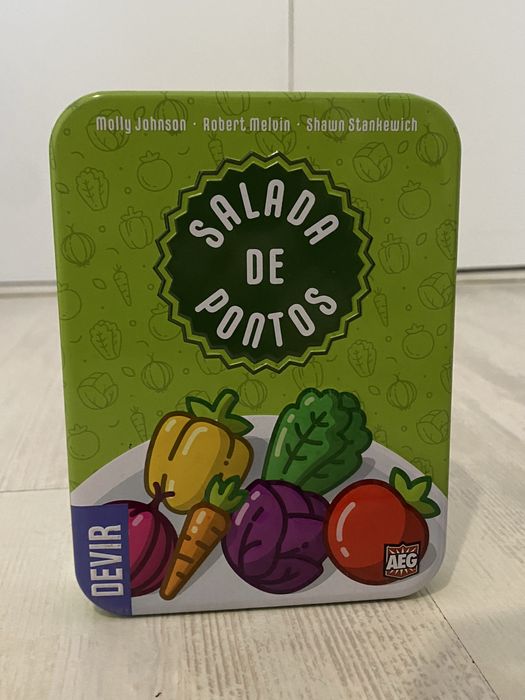 Molly Johnson · Robert Melvin · Shawn Stankewich
SALADA
DE
PONTOS
DEVIR
AEG